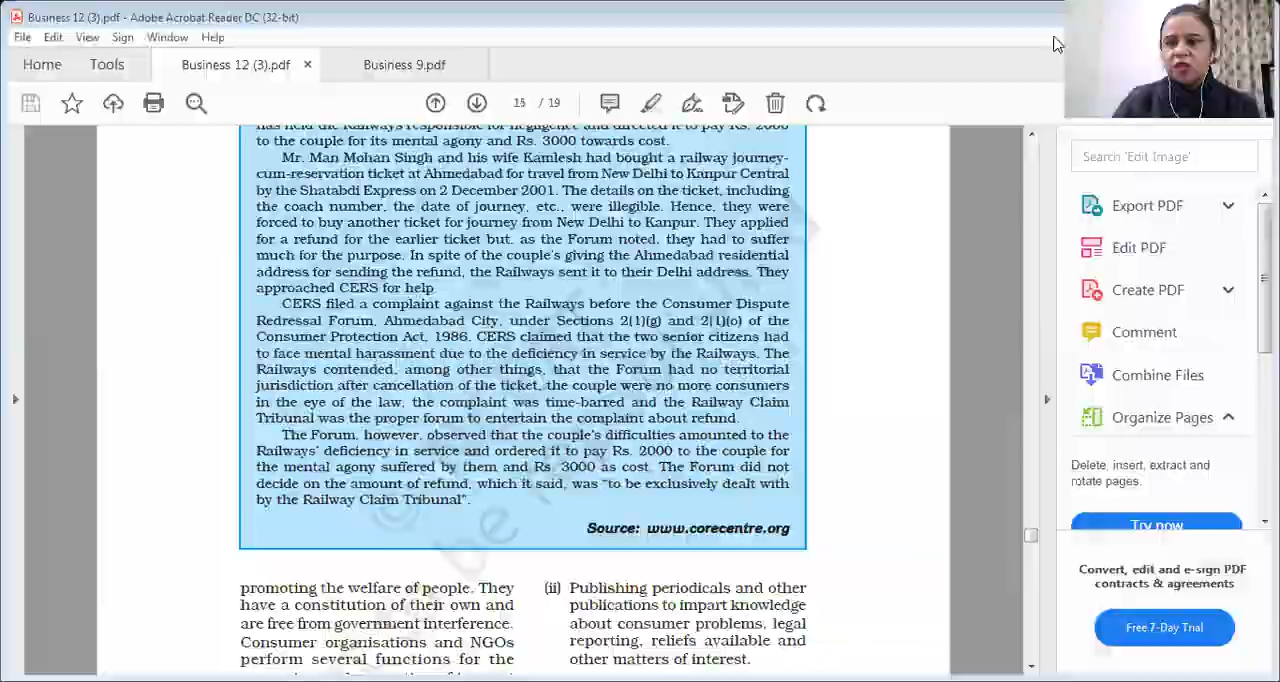 Business 12 (3).pdf - Adobe Acrobat Reader DC (32-bit)
File Edit View Sign Window Help
Home Tools Business 12 (3).pdf × Business 9.pdf
15 / 19
has held the Railways responsible for negligence and directed it to pay Rs. 2000
to the couple for its mental agony and Rs. 3000 towards cost.
Mr. Man Mohan Singh and his wife Kamlesh had bought a railway journey-
cum-reservation ticket at Ahmedabad for travel from New Delhi to Kanpur Central
by the Shatabdi Express on 2 December 2001. The details on the ticket, including
the coach number, the date of journey, etc., were illegible. Hence, they were
forced to buy another ticket for journey from New Delhi to Kanpur. They applied
for a refund for the earlier ticket but, as the Forum noted, they had to suffer
much for the purpose. In spite of the couple's giving the Ahmedabad residential
address for sending the refund, the Railways sent it to their Delhi address. They
approached CERS for help.
CERS filed a complaint against the Railways before the Consumer Dispute
Redressal Forum, Ahmedabad City, under Sections 2(1)(g) and 2(1)(o) of the
Consumer Protection Act, 1986. CERS claimed that the two senior citizens had
to face mental harassment due to the deficiency in service by the Railways. The
Railways contended, among other things, that the Forum had no territorial
jurisdiction after cancellation of the ticket, the couple were no more consumers
in the eye of the law, the complaint was time-barred and the Railway Claim
Tribunal was the proper forum to entertain the complaint about refund.
The Forum, however, observed that the couple's difficulties amounted to the
Railways' deficiency in service and ordered it to pay Rs. 2000 to the couple for
the mental agony suffered by them and Rs. 3000 as cost. The Forum did not
decide on the amount of refund, which it said, was "to be exclusively dealt with
by the Railway Claim Tribunal".
Source: www.corecentre.org
promoting the welfare of people. They
have a constitution of their own and
are free from government interference.
Consumer organisations and NGOs
perform several functions for the
(ii) Publishing periodicals and other
publications to impart knowledge
about consumer problems, legal
reporting, reliefs available and
other matters of interest.
Search 'Edit Image'
Export PDF
Edit PDF
Create PDF
Comment
Combine Files
Organize Pages
Delete, insert, extract and
rotate pages.
Try now
Convert, edit and e-sign PDF
contracts & agreements
Free 7-Day Trial